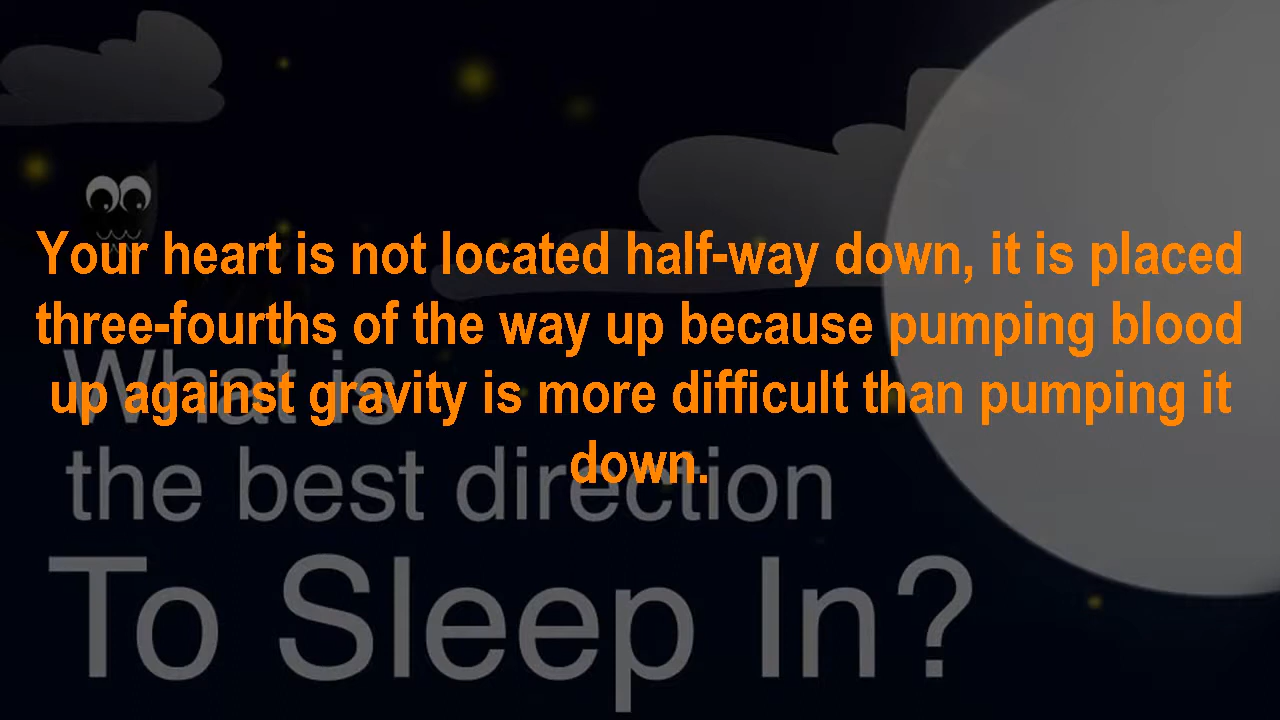 Your heart is not located half-way down, it is placed
three-fourths of the way up because pumping blood
up against gravity is more difficult than pumping it
down.
What is
the best direction
To Sleep In?